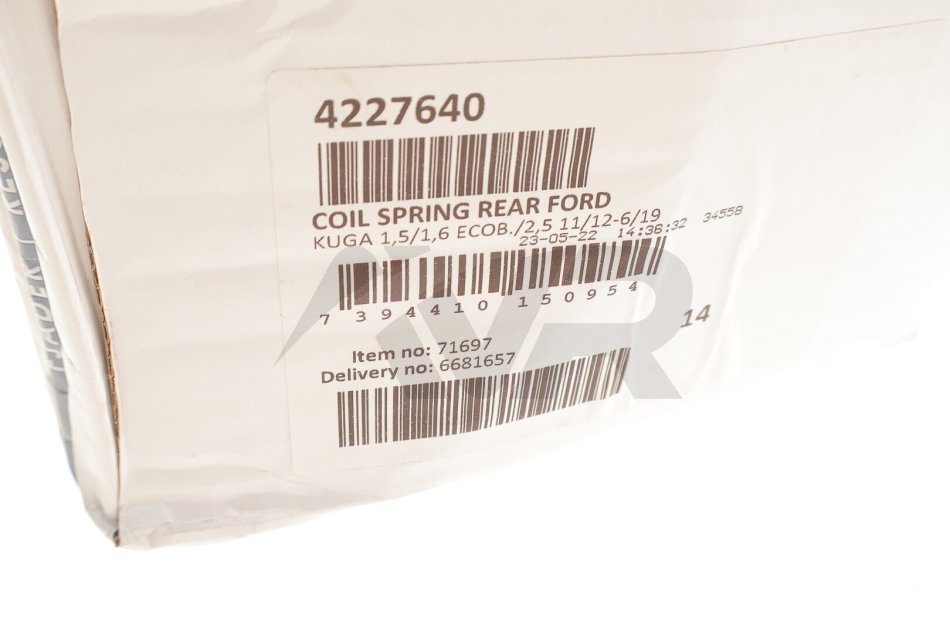 4227640
COIL SPRING REAR FORD
KUGA 1,5/1,6 ECOB./2,5 11/12-6/19
23-05-22 14:36:32 34558
7 394410 150954
14
Item no: 71697
Delivery no: 6681657